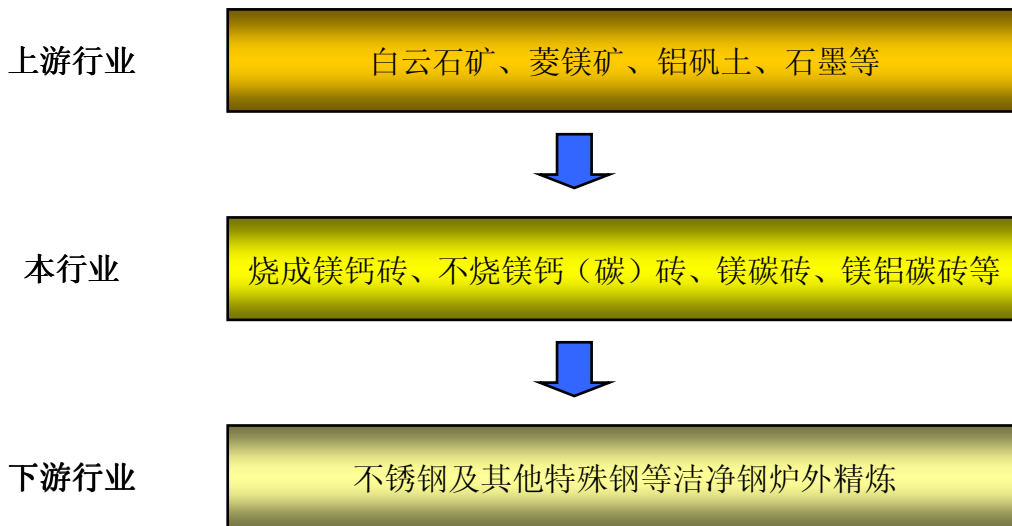 上游行业
白云石矿、菱镁矿、铝矾土、石墨等
本行业
烧成镁钙砖、不烧镁钙（碳）砖、镁碳砖、镁铝碳砖等
下游行业
不锈钢及其他特殊钢等洁净钢炉外精炼